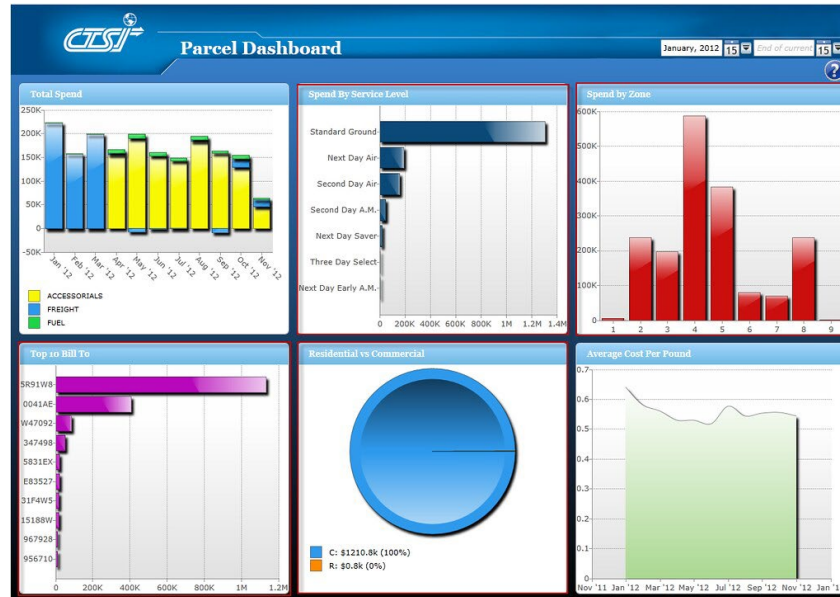 CTSI
Parcel Dashboard
January, 2012
15
End of current
15
?
Total Spend
250K
200K
150K
100K
50K
0
-50K
Jan '12
Feb '12
Mar '12
Apr '12
May '12
Jun '12
Jul '12
Aug '12
Sep '12
Oct '12
Nov '12
ACCESSORIALS
FREIGHT
FUEL
Spend By Service Level
Standard Ground
Next Day Air
Second Day Air
Second Day A.M.
Next Day Saver
Three Day Select
Next Day Early A.M.
0 200K 400K 600K 800K 1M 1.2M 1.4M
Spend by Zone
600K
500K
400K
300K
200K
100K
0
1 2 3 4 5 6 7 8 9
Top 10 Bill To
5R91W8
0041AE
W47092
347498
5831EX
E83527
31F4W5
15188W
967928
956710
0 200K 400K 600K 800K 1M 1.2M
Residential vs Commercial
C: $1210.8k (100%)
R: $0.8k (0%)
Average Cost Per Pound
0.7
0.6
0.5
0.4
0.3
0.2
0.1
0
Nov '11 Jan '12 Mar '12 May '12 Jul '12 Sep '12 Nov '12 Jan '1